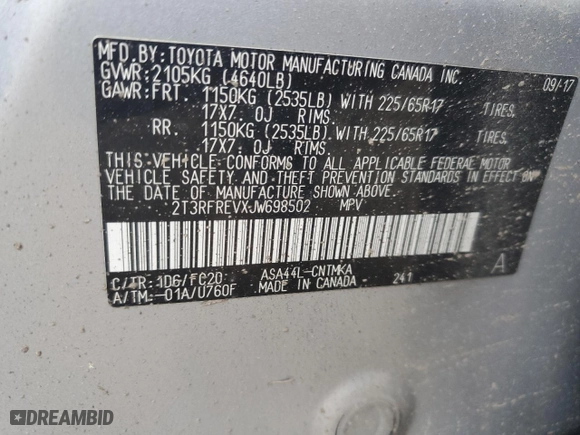 MFD.BY:TOYOTA MOTOR MANUFACTURING CANADA INC.
GVWR:2105KG (4640LB) 09/17
GAWR:FRT. 1150KG (2535LB) WITH 225/65R17 TIRES.
17X7.0J RIMS.
RR. 1150KG (2535LB) WITH 225/65R17 TIRES.
17X7.0J RIMS.
THIS VEHICLE CONFORMS TO ALL APPLICABLE FEDERAL MOTOR
VEHICLE SAFETY AND THEFT PREVENTION STANDARDS IN EFFECT ON
THE DATE OF MANUFACTURE SHOWN ABOVE.
2T3RFREVXJW698502 MPV
C/TR:1D6/FC20 ASA44L-CNTMKA 241 A
A/TM:-01A/U760F MADE IN CANADA
DREAMBID